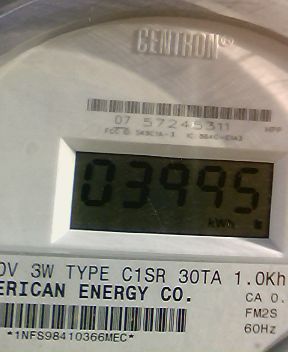 CENTRON®
07 57245311 HPP
03995
kWh
0V 3W TYPE C1SR 30TA 1.0Kh
ERICAN ENERGY CO.
CA 0.
FM2S
60Hz
*1NFS98410366MEC*